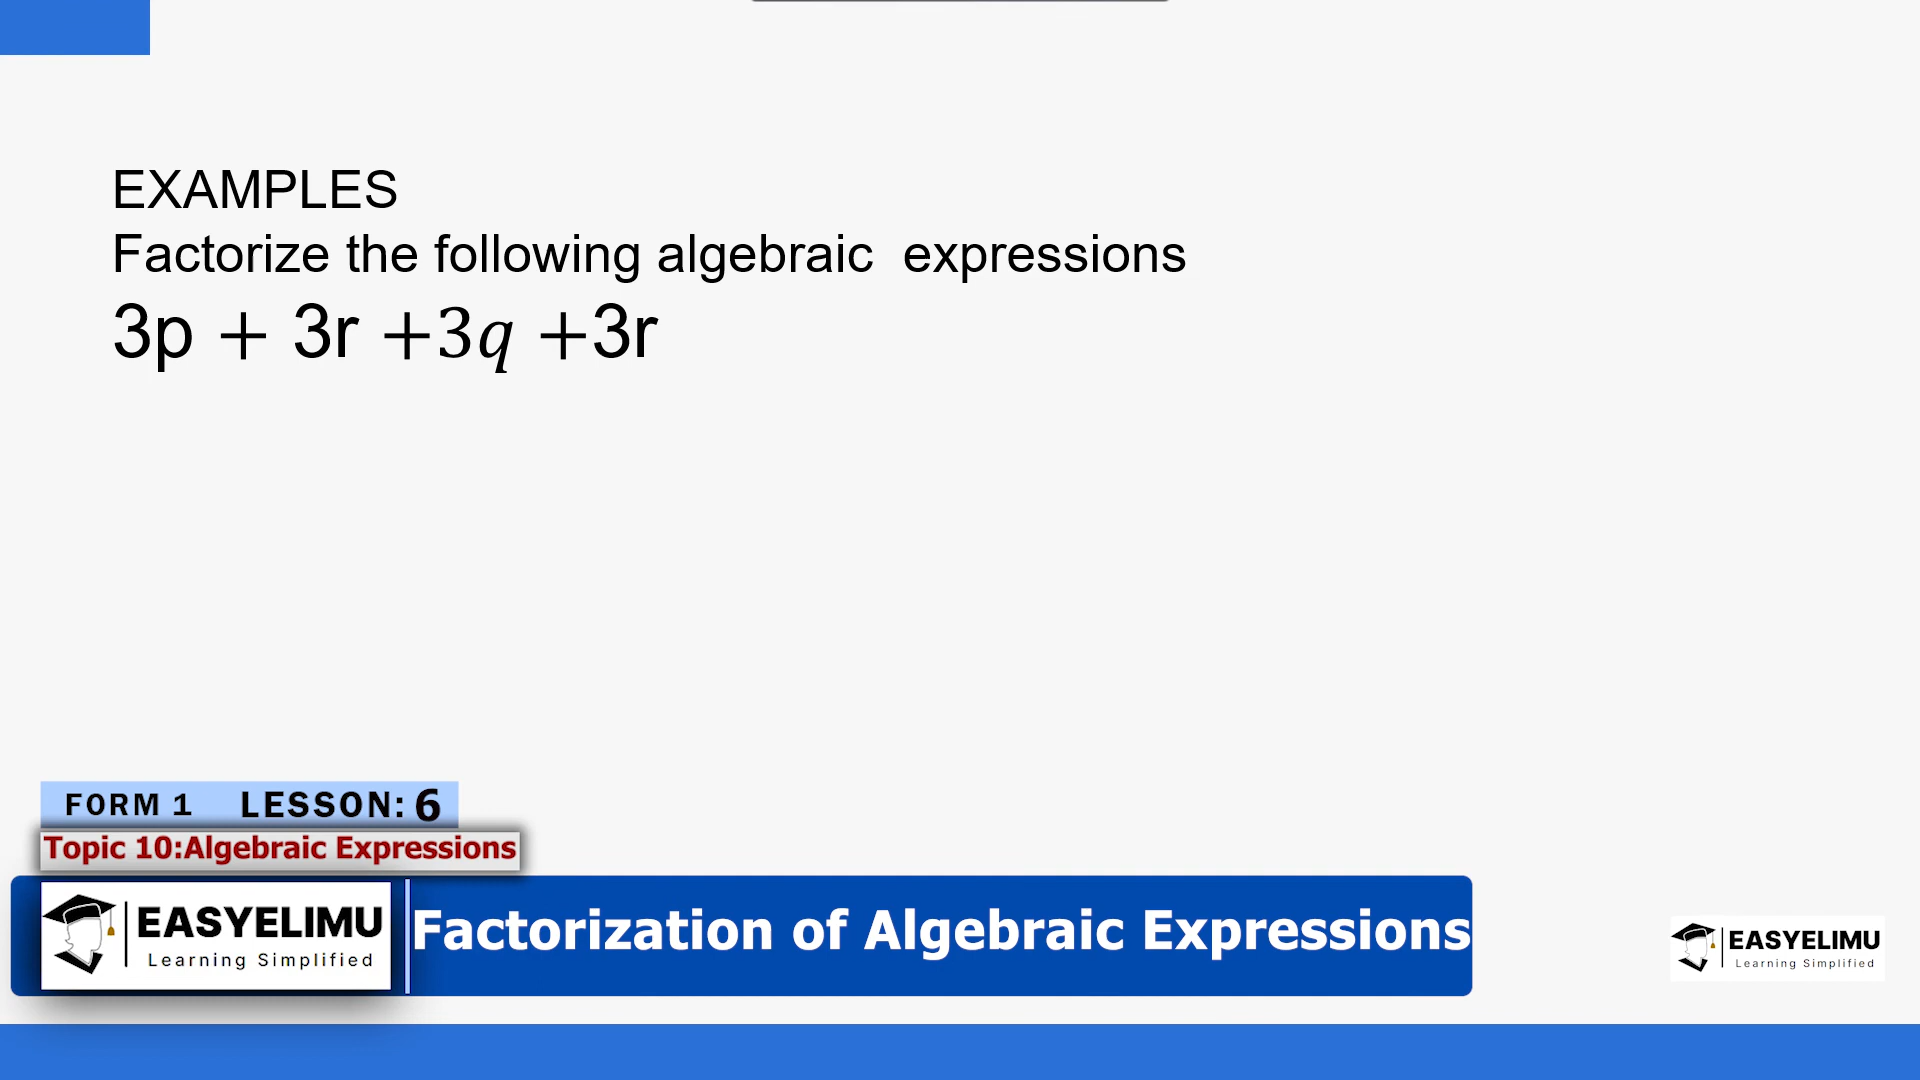 EXAMPLES
Factorize the following algebraic  expressions
3p + 3r +3q +3r
FORM 1 LESSON: 6
Topic 10:Algebraic Expressions
EASYELIMU
Learning Simplified
Factorization of Algebraic Expressions
EASYELIMU
Learning Simplified